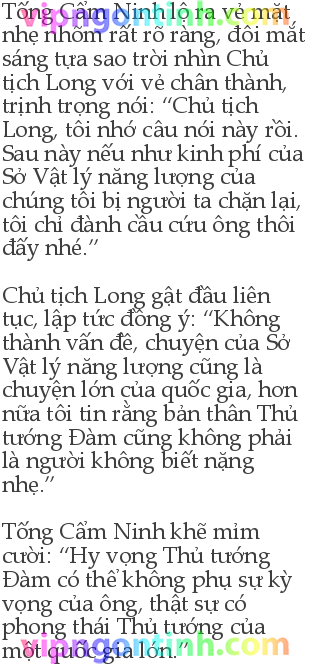 Tống Cẩm Ninh lộ ra vẻ mặt
nhẹ nhõm rất rõ ràng, đôi mắt
sáng tựa sao trời nhìn Chủ
tịch Long với vẻ chân thành,
trịnh trọng nói: “Chủ tịch
Long, tôi nhớ câu nói này rồi.
Sau này nếu như kinh phí của
Sở Vật lý năng lượng của
chúng tôi bị người ta chặn lại,
tôi chỉ đành cầu cứu ông thôi
đấy nhé.”
Chủ tịch Long gật đầu liên
tục, lập tức đồng ý: “Không
thành vấn đề, chuyện của Sở
Vật lý năng lượng cũng là
chuyện lớn của quốc gia, hơn
nữa tôi tin rằng bản thân Thủ
tướng Đàm cũng không phải
là người không biết nặng
nhẹ.”
Tống Cẩm Ninh khẽ mỉm
cười: “Hy vọng Thủ tướng
Đàm có thể không phụ sự kỳ
vọng của ông, thật sự có
phong thái Thủ tướng của
một quốc gia lớn.”
vipngontinh.com
vipngontinh.com